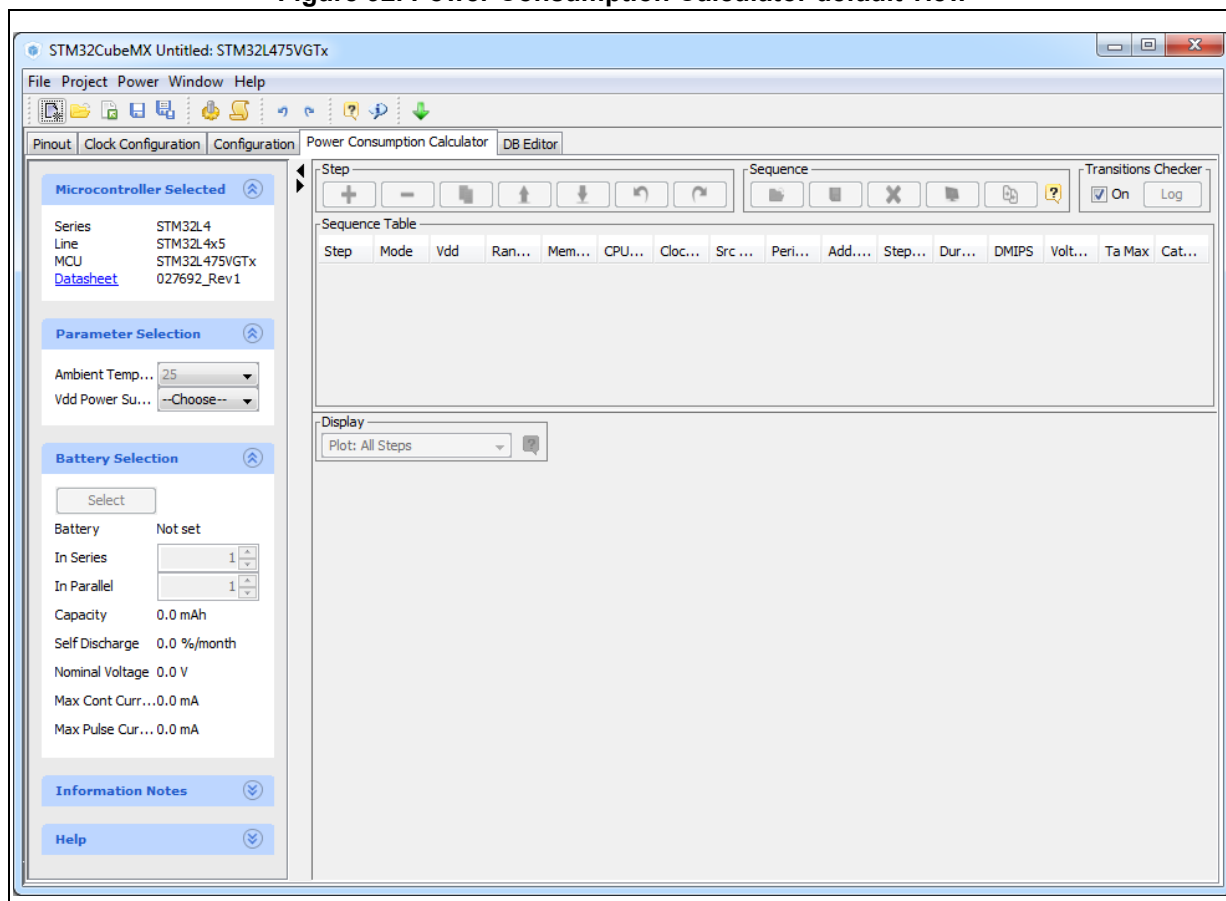 STM32CubeMX Untitled: STM32L475VGTx
File Project Power Window Help
Pinout Clock Configuration Configuration Power Consumption Calculator DB Editor
Microcontroller Selected
Series STM32L4
Line STM32L4x5
MCU STM32L475VGTx
Datasheet 027692_Rev1
Parameter Selection
Ambient Temp... 25
Vdd Power Su... --Choose--
Battery Selection
Select
Battery Not set
In Series 1
In Parallel 1
Capacity 0.0 mAh
Self Discharge 0.0 %/month
Nominal Voltage 0.0 V
Max Cont Curr...0.0 mA
Max Pulse Cur... 0.0 mA
Information Notes
Help
Step Sequence Transitions Checker
On Log
Sequence Table
Step Mode Vdd Ran... Mem... CPU... Cloc... Src ... Peri... Add.... Step... Dur... DMIPS Volt... Ta Max Cat...
Display
Plot: All Steps